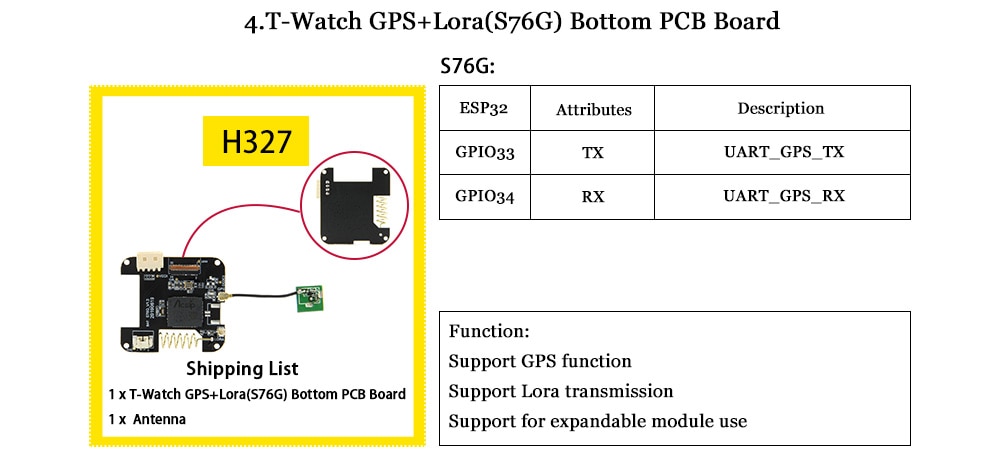 4.T-Watch GPS+Lora(S76G) Bottom PCB Board
S76G:
ESP32 Attributes Description
GPIO33 TX UART_GPS_TX
GPIO34 RX UART_GPS_RX
H327
Shipping List
1 x T-Watch GPS+Lora(S76G) Bottom PCB Board
1 x Antenna
Function:
Support GPS function
Support Lora transmission
Support for expandable module use